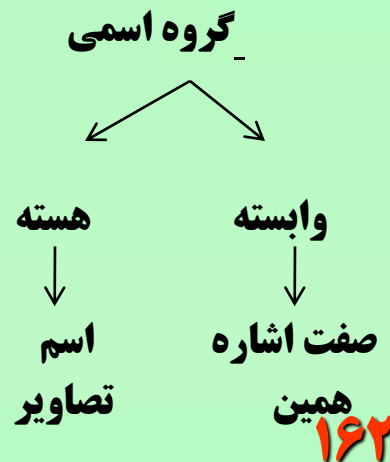 گروه اسمی
وابسته هسته
صفت اشاره اسم
همین تصاویر
۱۶۲